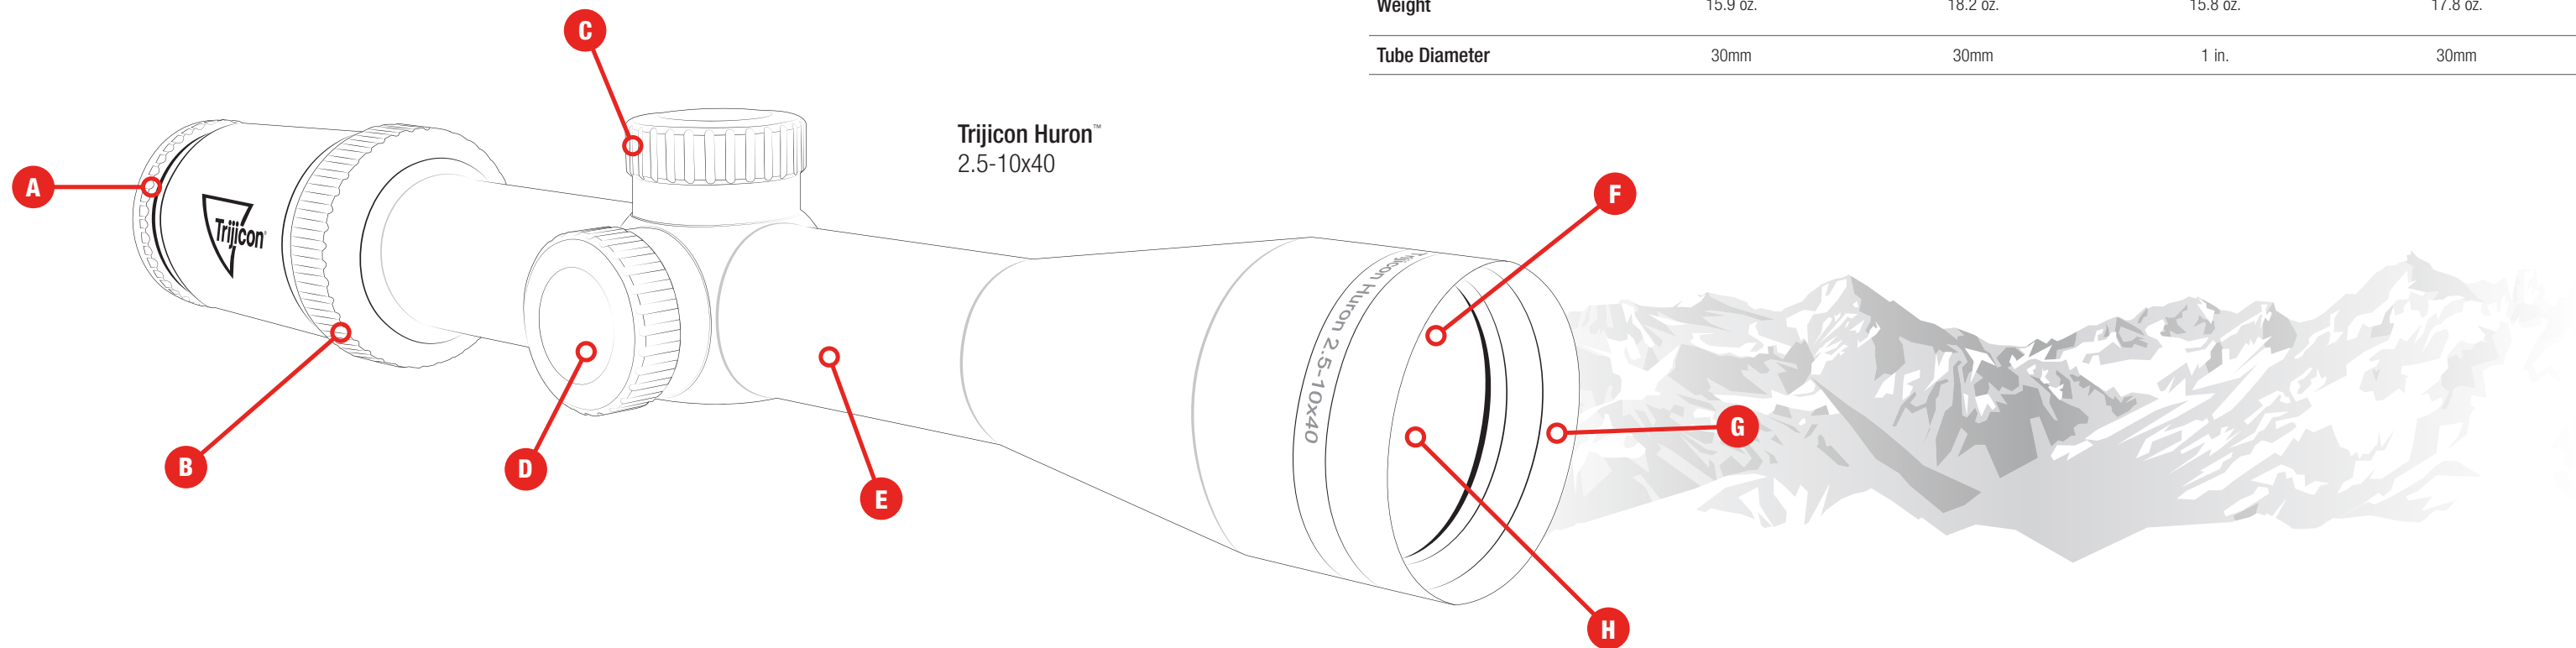 Weight 15.9 oz. 18.2 oz. 15.8 oz. 17.8 oz.
Tube Diameter 30mm 30mm 1 in. 30mm
C
Trijicon Huron™
2.5-10x40
A
F
Trijicon®
Trijicon Huron 2.5-10x40
G
B
D
E
H